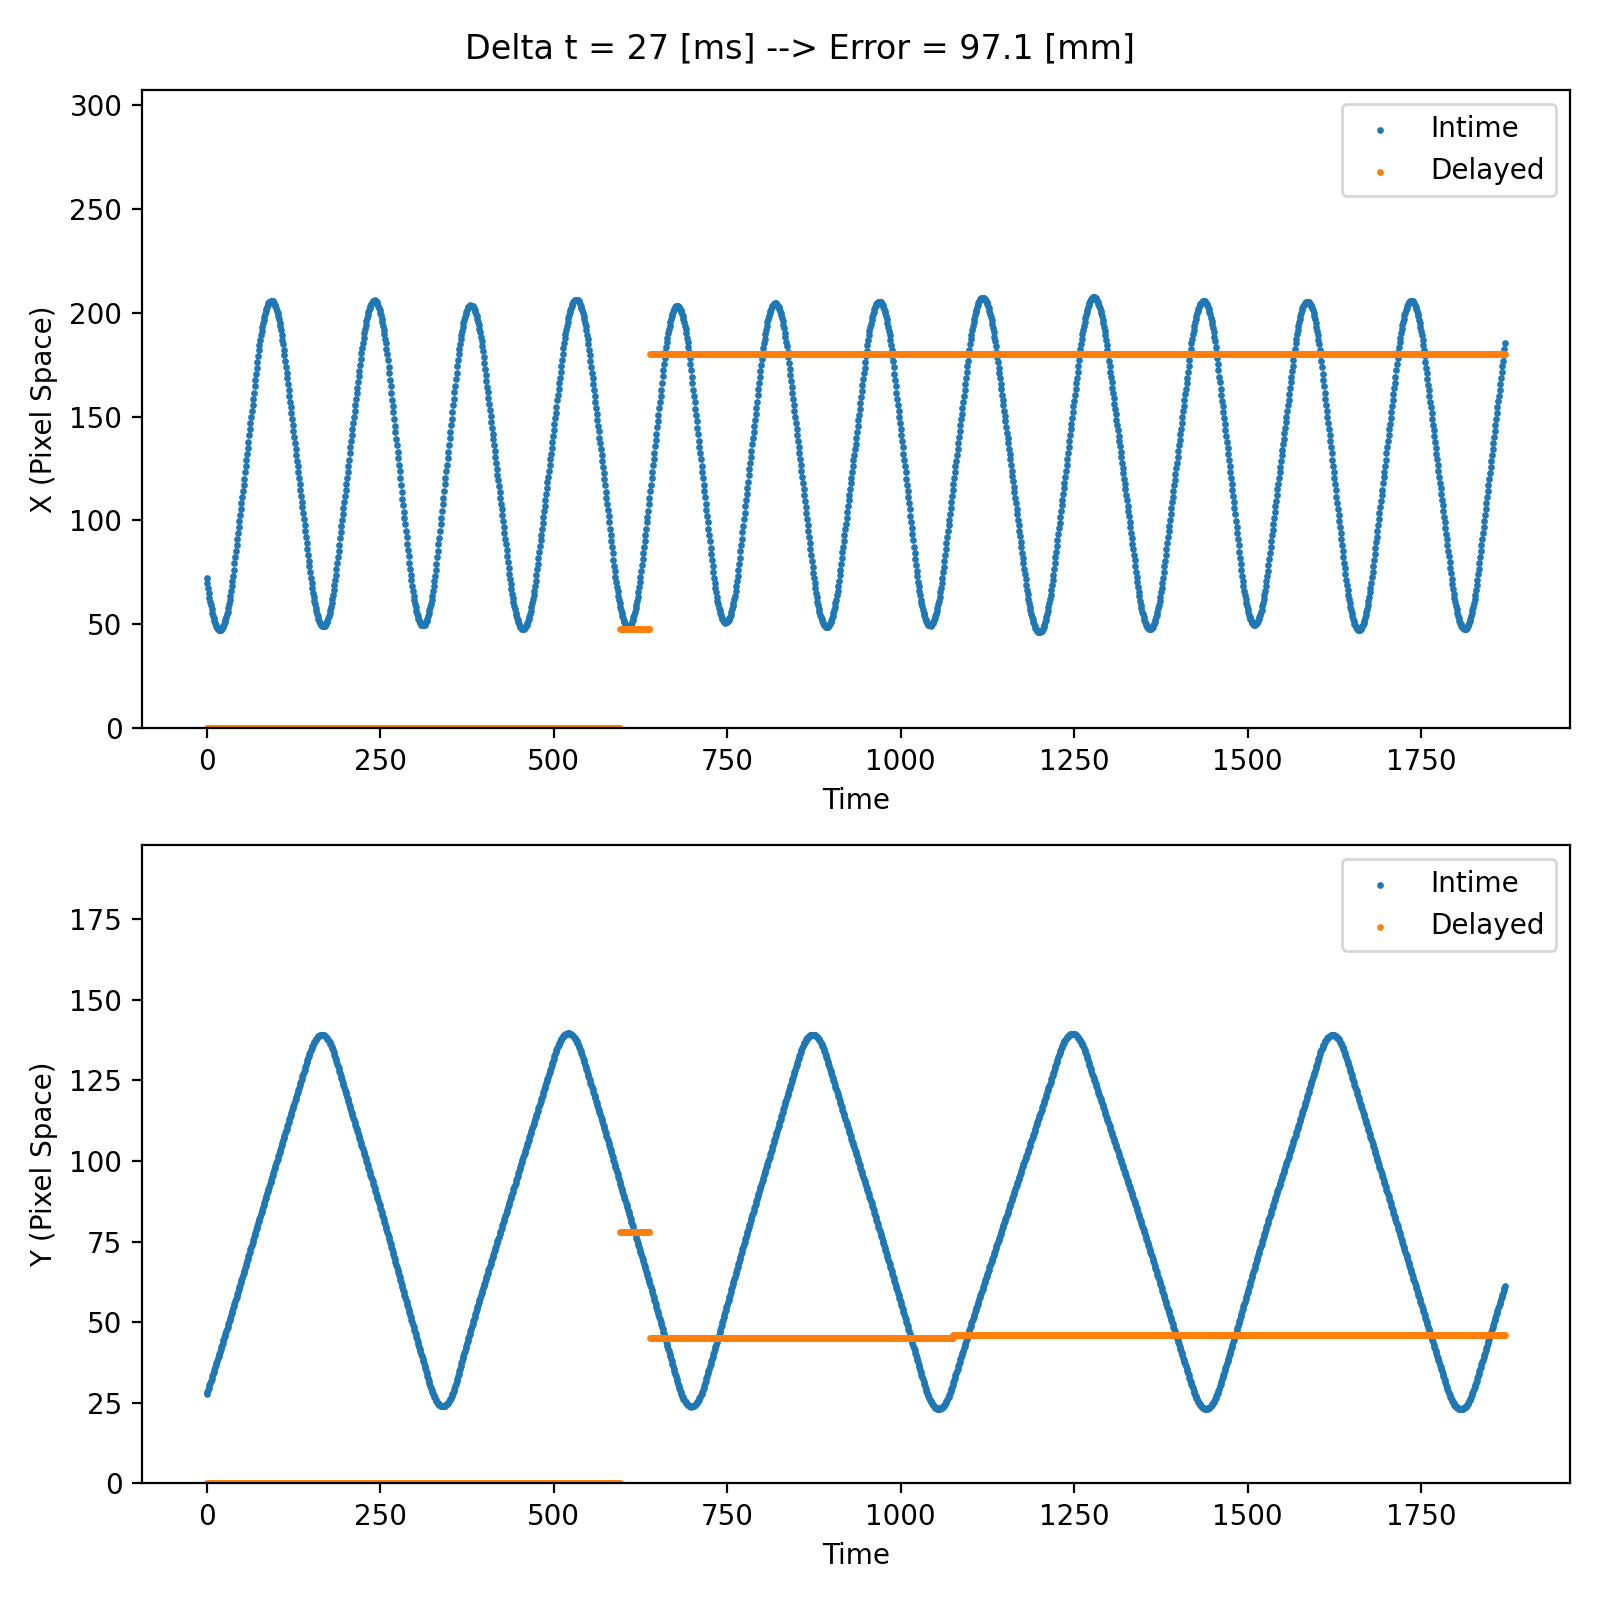 Delta t = 27 [ms] --> Error = 97.1 [mm]
300
250
200
150
100
50
0
X (Pixel Space)
Intime
Delayed
0 250 500 750 1000 1250 1500 1750
Time
175
150
125
100
75
50
25
0
Y (Pixel Space)
Intime
Delayed
0 250 500 750 1000 1250 1500 1750
Time